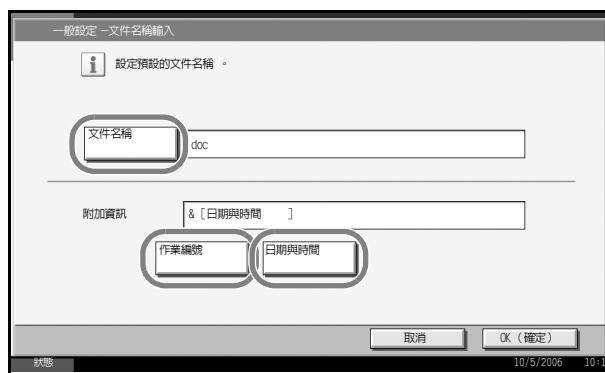 一般設定 －文件名稱輸入
i 設定預設的文件名稱 。
文件名稱 doc
附加資訊 & [日期與時間 ]
作業編號 日期與時間
取消 OK (確定)
狀態 10/5/2006 10:1